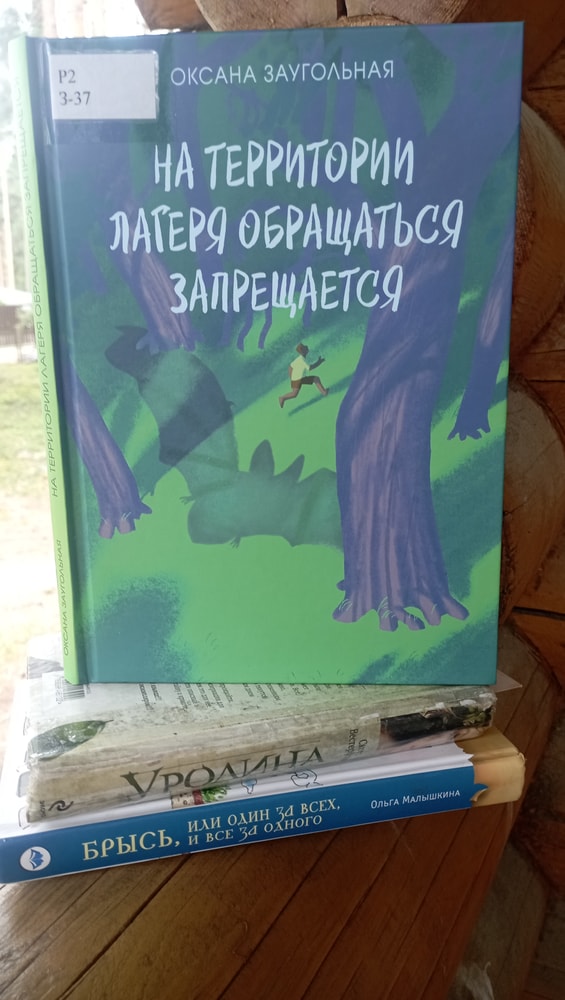 Р2
З-37
ОКСАНА ЗАУГОЛЬНАЯ
НА ТЕРРИТОРИИ
ЛАГЕРЯ ОБРАЩАТЬСЯ
ЗАПРЕЩАЕТСЯ
ОКСАНА ЗАУГОЛЬНАЯ НА ТЕРРИТОРИИ ЛАГЕРЯ ОБРАЩАТЬСЯ ЗАПРЕЩАЕТСЯ
УРОДИНА
БРЫСЬ, ИЛИ ОДИН ЗА ВСЕХ,
И ВСЕ ЗА ОДНОГО
ОЛЬГА МАЛЫШКИНА